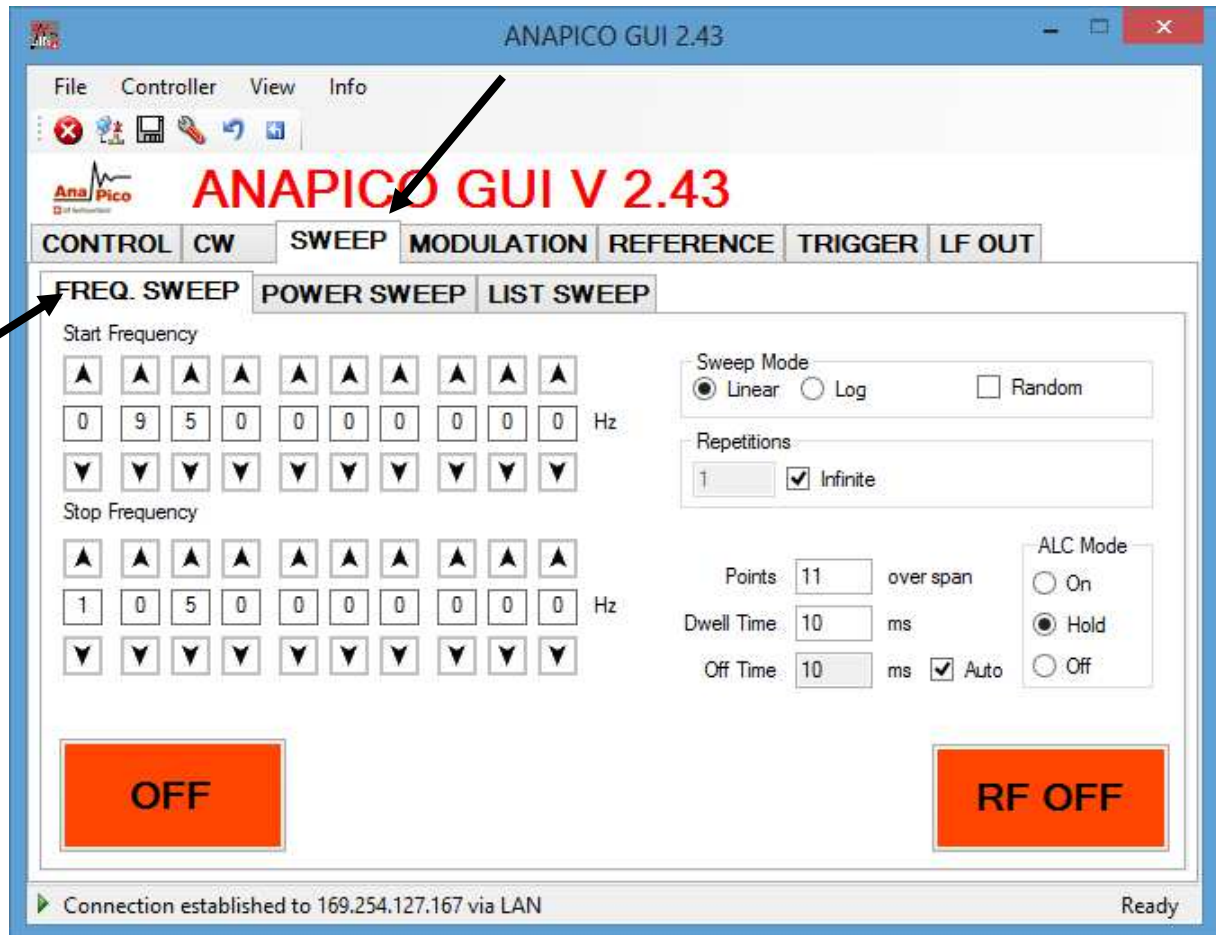 ANAPICO GUI 2.43
File Controller View Info
Ana Pico
ANAPICO GUI V 2.43
CONTROL CW SWEEP MODULATION REFERENCE TRIGGER LF OUT
FREQ. SWEEP POWER SWEEP LIST SWEEP
Start Frequency
0 9 5 0 0 0 0 0 0 0 Hz
Stop Frequency
1 0 5 0 0 0 0 0 0 0 Hz
Sweep Mode
Linear Log Random
Repetitions
1 Infinite
Points 11 over span
Dwell Time 10 ms
Off Time 10 ms Auto
ALC Mode
On
Hold
Off
OFF
RF OFF
Connection established to 169.254.127.167 via LAN
Ready